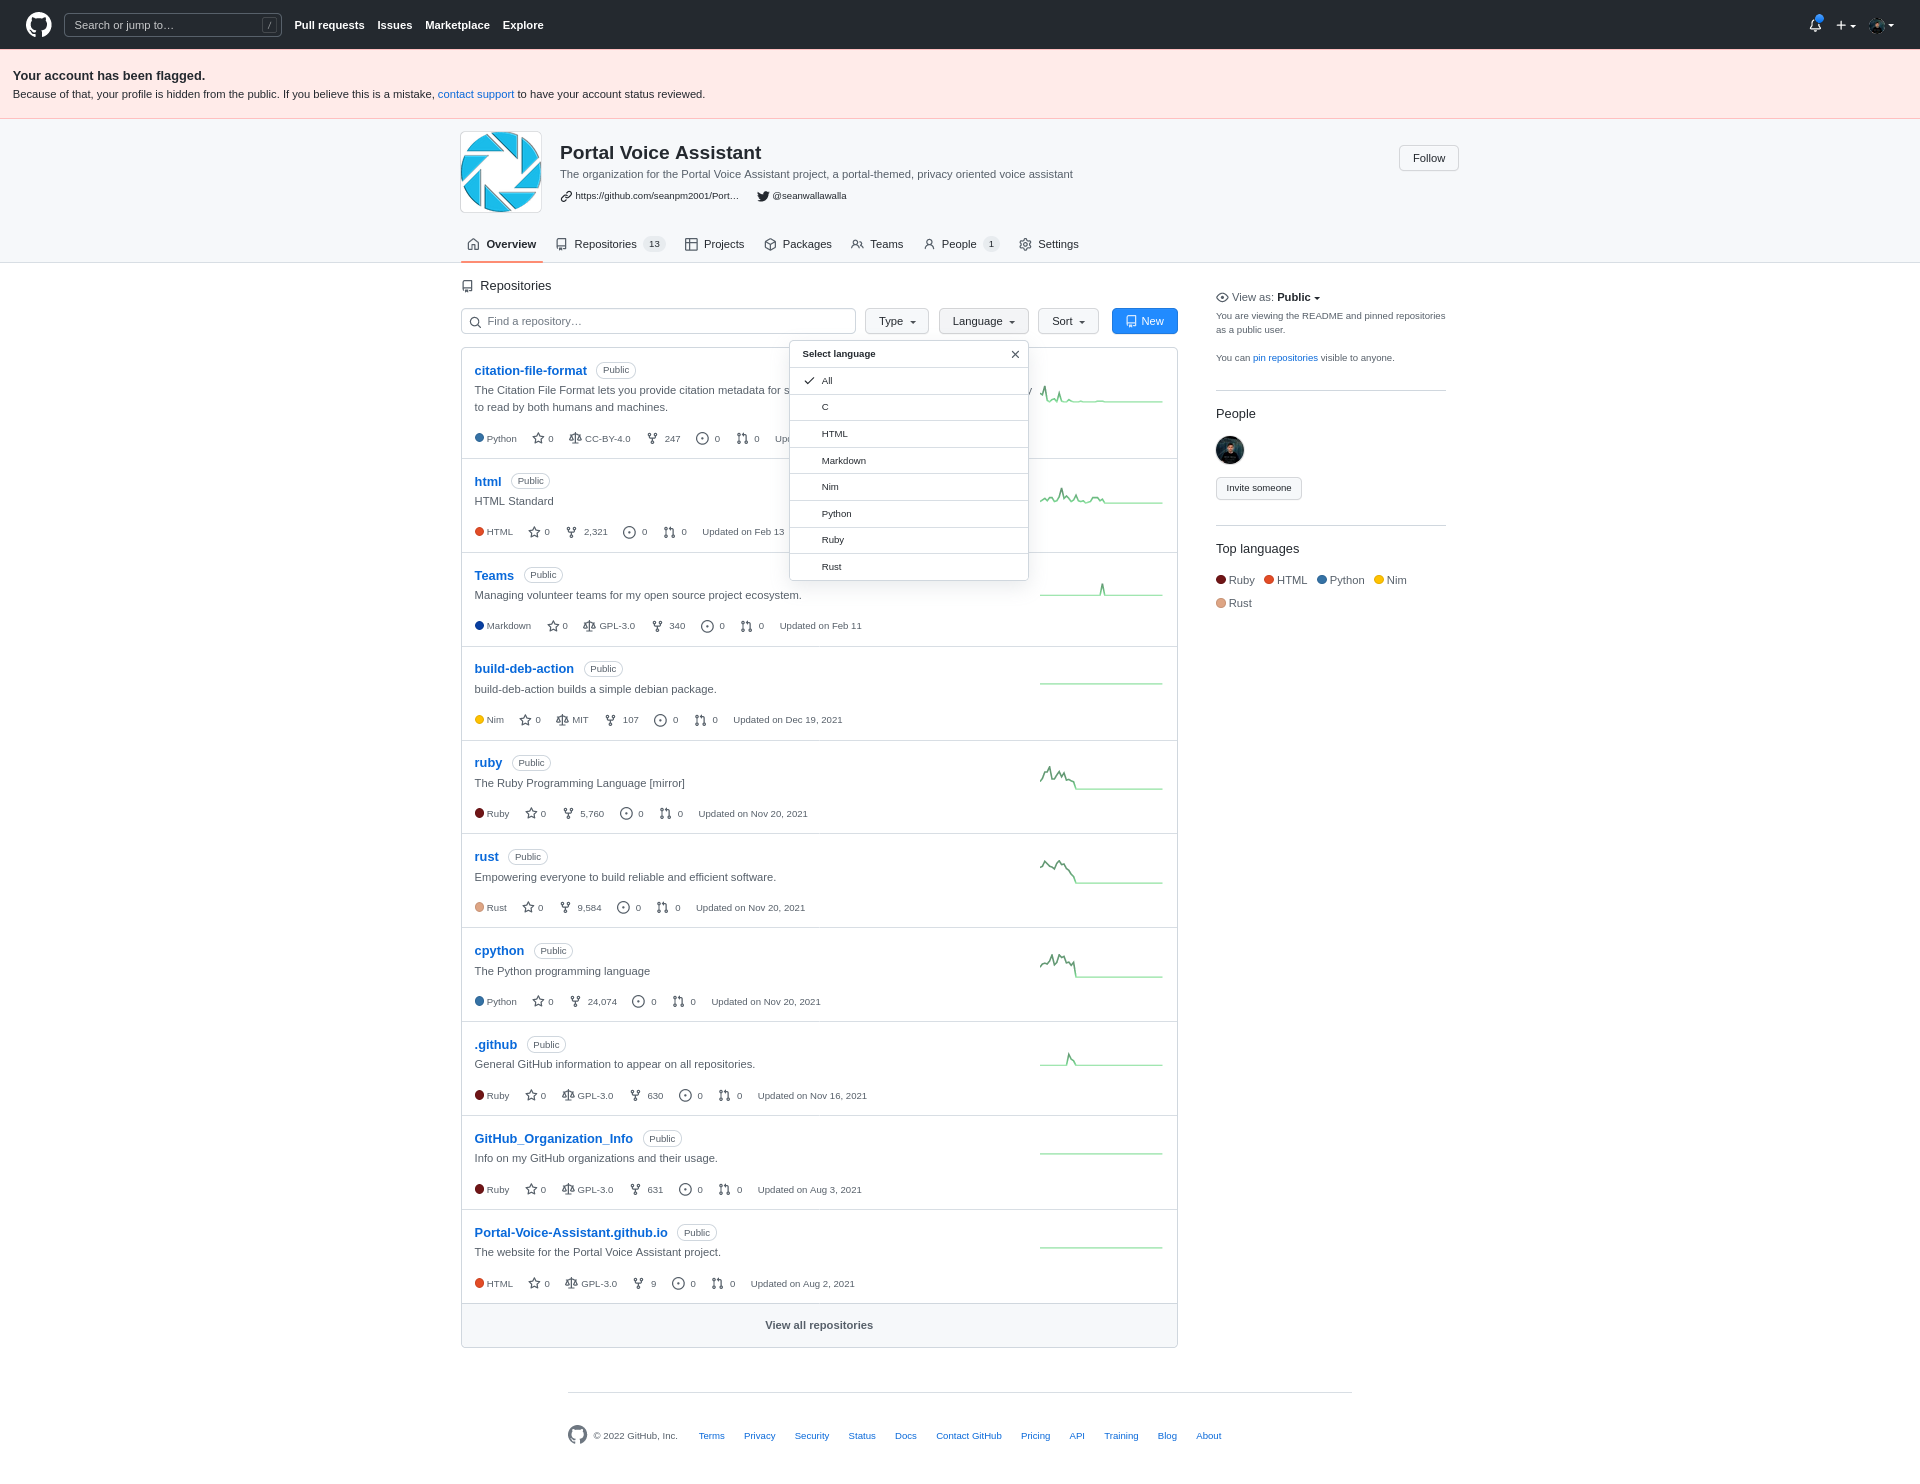 Search or jump to… /
Pull requests Issues Marketplace Explore
Your account has been flagged.
Because of that, your profile is hidden from the public. If you believe this is a mistake, contact support to have your account status reviewed.
Portal Voice Assistant
The organization for the Portal Voice Assistant project, a portal-themed, privacy oriented voice assistant
https://github.com/seanpm2001/Port… @seanwallawalla
Follow
Overview Repositories 13 Projects Packages Teams People 1 Settings
Repositories
Find a repository…
Type Language Sort New
Select language
All
C
HTML
Markdown
Nim
Python
Ruby
Rust
citation-file-format Public
The Citation File Format lets you provide citation metadata for s y
to read by both humans and machines.
Python 0 CC-BY-4.0 247 0 0 Up
html Public
HTML Standard
HTML 0 2,321 0 0 Updated on Feb 13
Teams Public
Managing volunteer teams for my open source project ecosystem.
Markdown 0 GPL-3.0 340 0 0 Updated on Feb 11
build-deb-action Public
build-deb-action builds a simple debian package.
Nim 0 MIT 107 0 0 Updated on Dec 19, 2021
ruby Public
The Ruby Programming Language [mirror]
Ruby 0 5,760 0 0 Updated on Nov 20, 2021
rust Public
Empowering everyone to build reliable and efficient software.
Rust 0 9,584 0 0 Updated on Nov 20, 2021
cpython Public
The Python programming language
Python 0 24,074 0 0 Updated on Nov 20, 2021
.github Public
General GitHub information to appear on all repositories.
Ruby 0 GPL-3.0 630 0 0 Updated on Nov 16, 2021
GitHub_Organization_Info Public
Info on my GitHub organizations and their usage.
Ruby 0 GPL-3.0 631 0 0 Updated on Aug 3, 2021
Portal-Voice-Assistant.github.io Public
The website for the Portal Voice Assistant project.
HTML 0 GPL-3.0 9 0 0 Updated on Aug 2, 2021
View all repositories
View as: Public
You are viewing the README and pinned repositories
as a public user.
You can pin repositories visible to anyone.
People
Invite someone
Top languages
Ruby HTML Python Nim
Rust
© 2022 GitHub, Inc. Terms Privacy Security Status Docs Contact GitHub Pricing API Training Blog About